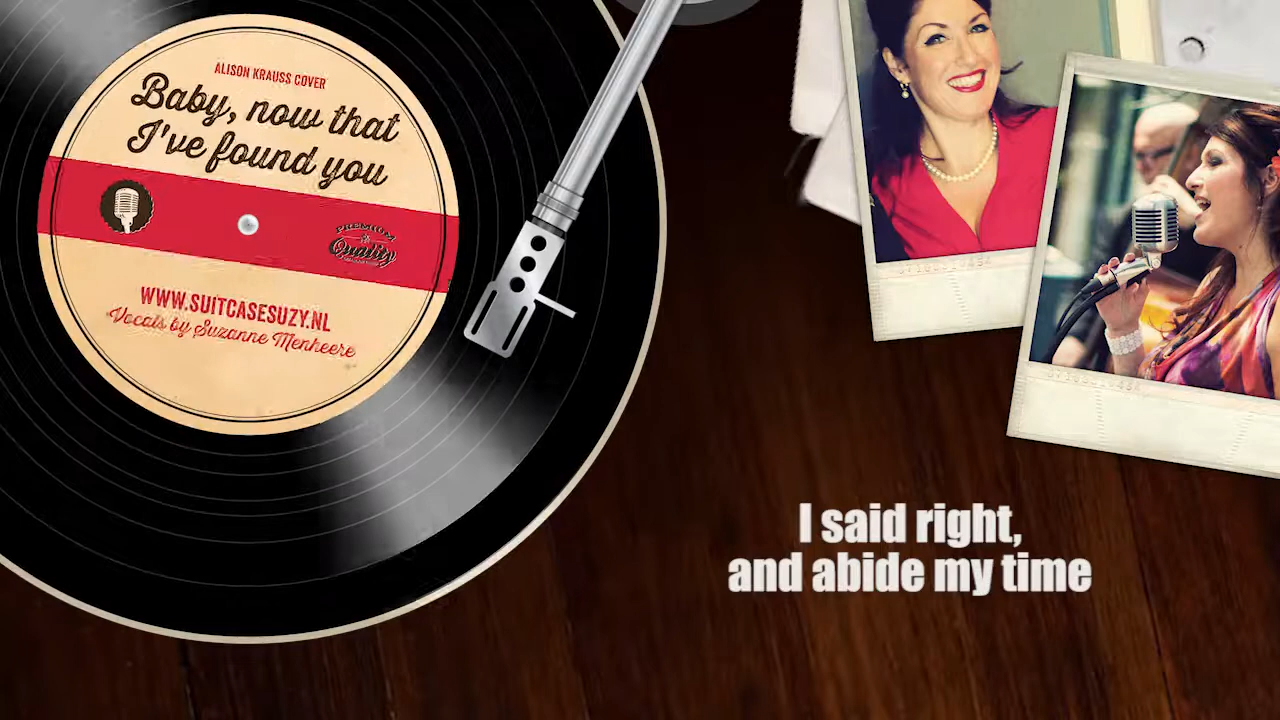 ALISON KRAUSS COVER
Baby, now that
I've found you
PREMIUM
Quality
WWW.SUITCASESUZY.NL
Vocals by Suzanne Menheere
I said right,
and abide my time